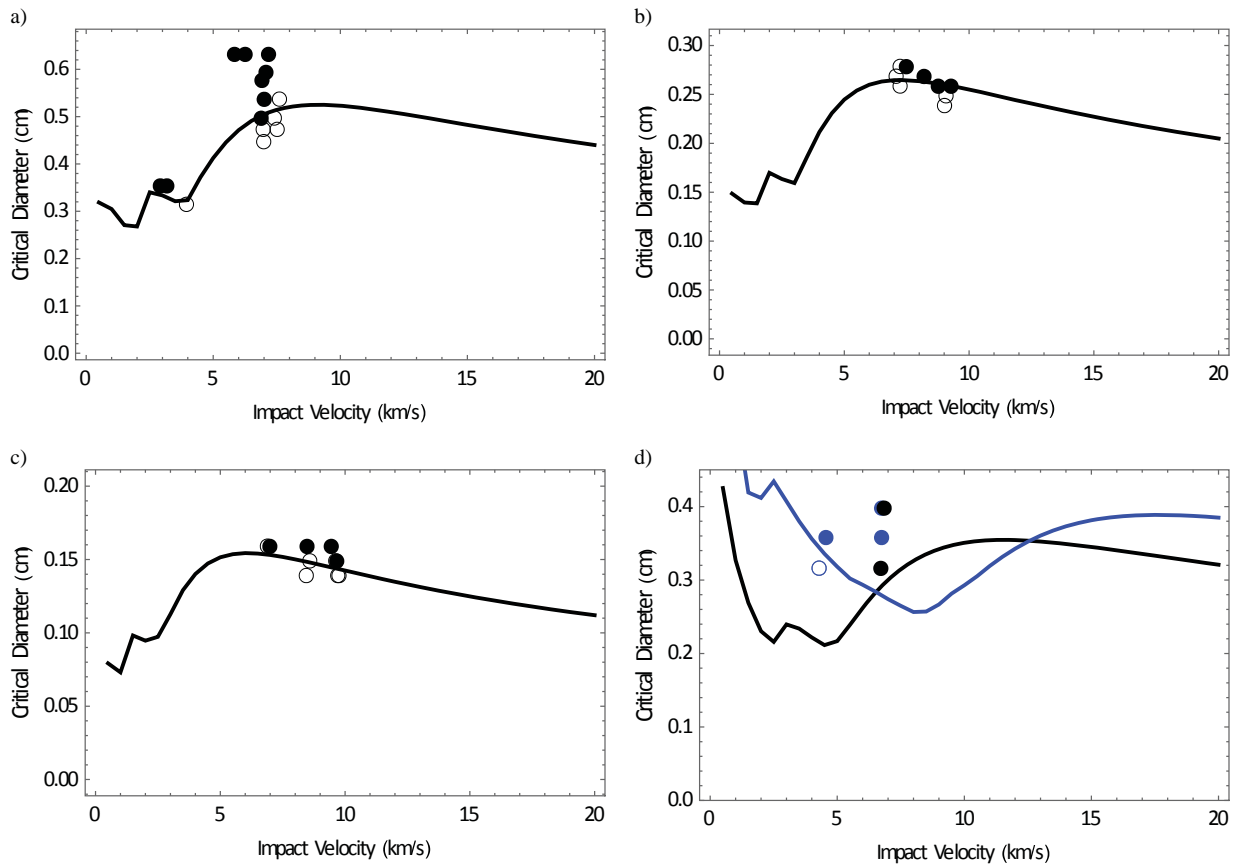 a)
0.6
0.5
0.4
0.3
0.2
0.1
0.0
Critical Diameter (cm)
0 5 10 15 20
Impact Velocity (km/s)
b)
0.30
0.25
0.20
0.15
0.10
0.05
0.00
Critical Diameter (cm)
0 5 10 15 20
Impact Velocity (km/s)
c)
0.20
0.15
0.10
0.05
0.00
Critical Diameter (cm)
0 5 10 15 20
Impact Velocity (km/s)
d)
0.4
0.3
0.2
0.1
0.0
Critical Diameter (cm)
0 5 10 15 20
Impact Velocity (km/s)